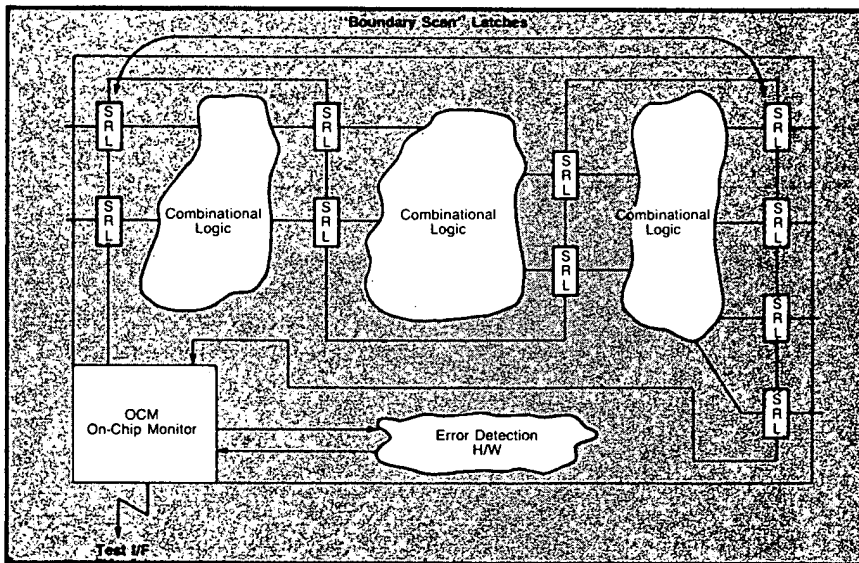 "Boundary Scan" Latches
S
R
L
S
R
L
S
R
L
S
R
L
Combinational
Logic
S
R
L
S
R
L
Combinational
Logic
S
R
L
S
R
L
Combinational
Logic
S
R
L
S
R
L
OCM
On-Chip Monitor
Error Detection
H/W
Test I/F